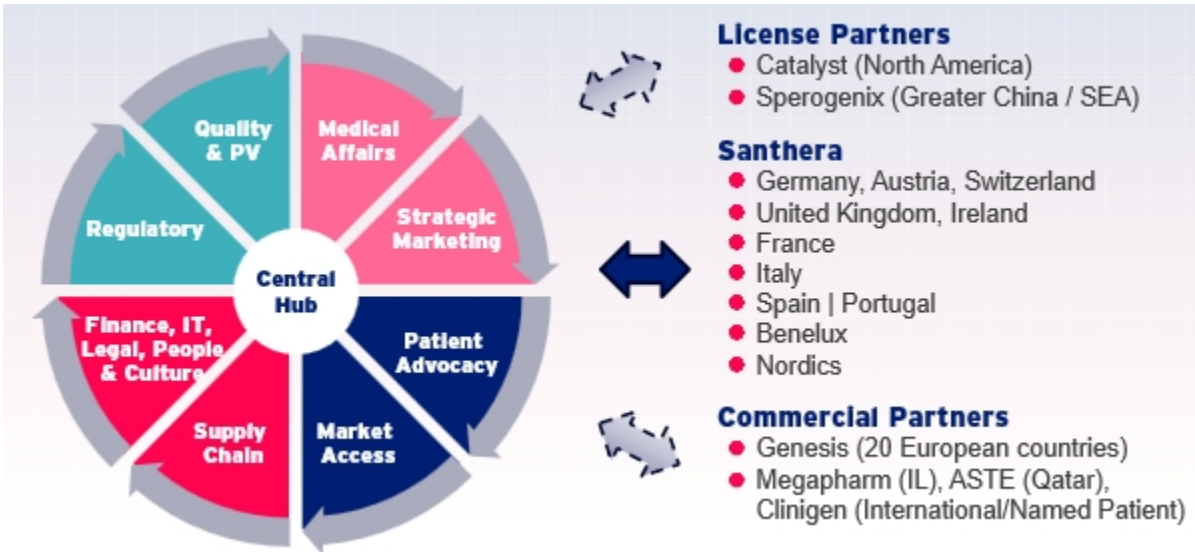 Quality
& PV
Medical
Affairs
Regulatory
Strategic
Marketing
Central
Hub
Finance, IT,
Legal, People
& Culture
Patient
Advocacy
Supply
Chain
Market
Access
License Partners
Catalyst (North America)
Sperogenix (Greater China / SEA)
Santhera
Germany, Austria, Switzerland
United Kingdom, Ireland
France
Italy
Spain | Portugal
Benelux
Nordics
Commercial Partners
Genesis (20 European countries)
Megapharm (IL), ASTE (Qatar),
Clinigen (International/Named Patient)